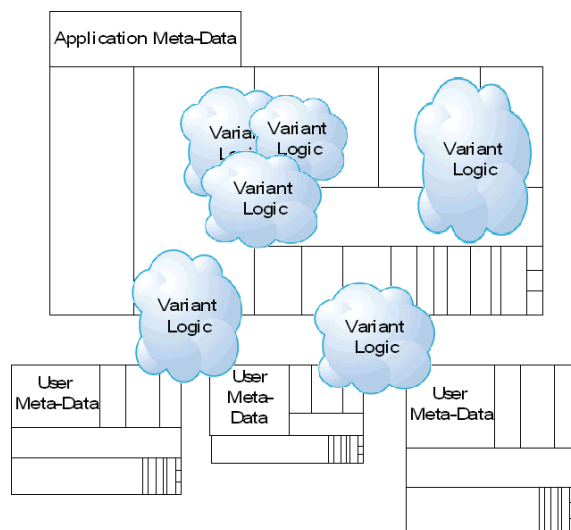 Application Meta-Data
Variant
Logic
Variant
Logic
Variant
Logic
Variant
Logic
Variant
Logic
Variant
Logic
User
Meta-Data
User
Meta-
Data
User
Meta-Data